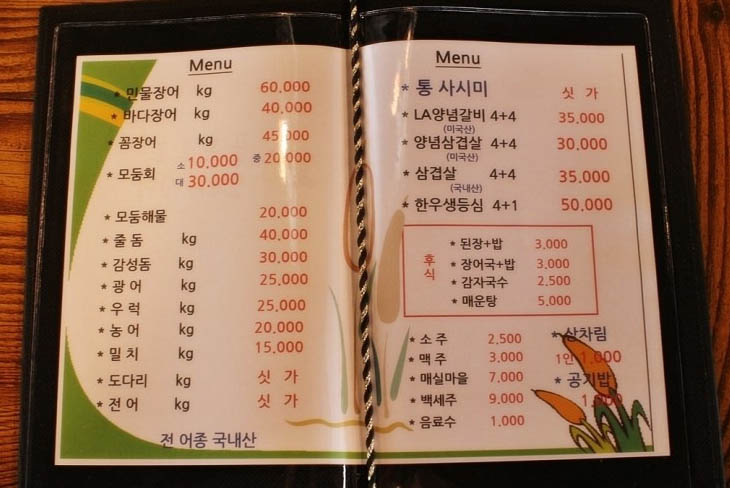 Menu
* 민물장어 kg 60,000
* 바다장어 kg 40,000
* 꼼장어 kg 45,000
* 모둠회 소 10,000 중 20,000
대 30,000
* 모둠해물 20,000
* 줄 돔 kg 40,000
* 감성돔 kg 30,000
* 광 어 kg 25,000
* 우 럭 kg 25,000
* 농 어 kg 20,000
* 밀 치 kg 15,000
* 도다리 kg 싯 가
* 전 어 kg 싯 가
전 어종 국내산
Menu
* 통 사시미 싯 가
* LA양념갈비 4+4 35,000
(미국산)
* 양념삼겹살 4+4 30,000
(미국산)
* 삼겹살 4+4 35,000
(국내산)
* 한우생등심 4+1 50,000
후식
* 된장+밥 3,000
* 장어국+밥 3,000
* 감자국수 2,500
* 매운탕 5,000
* 소 주 2,500
* 맥 주 3,000
* 매실마을 7,000
* 백세주 9,000
* 음료수 1,000
* 상차림
1인 1,000
* 공기밥
1,000